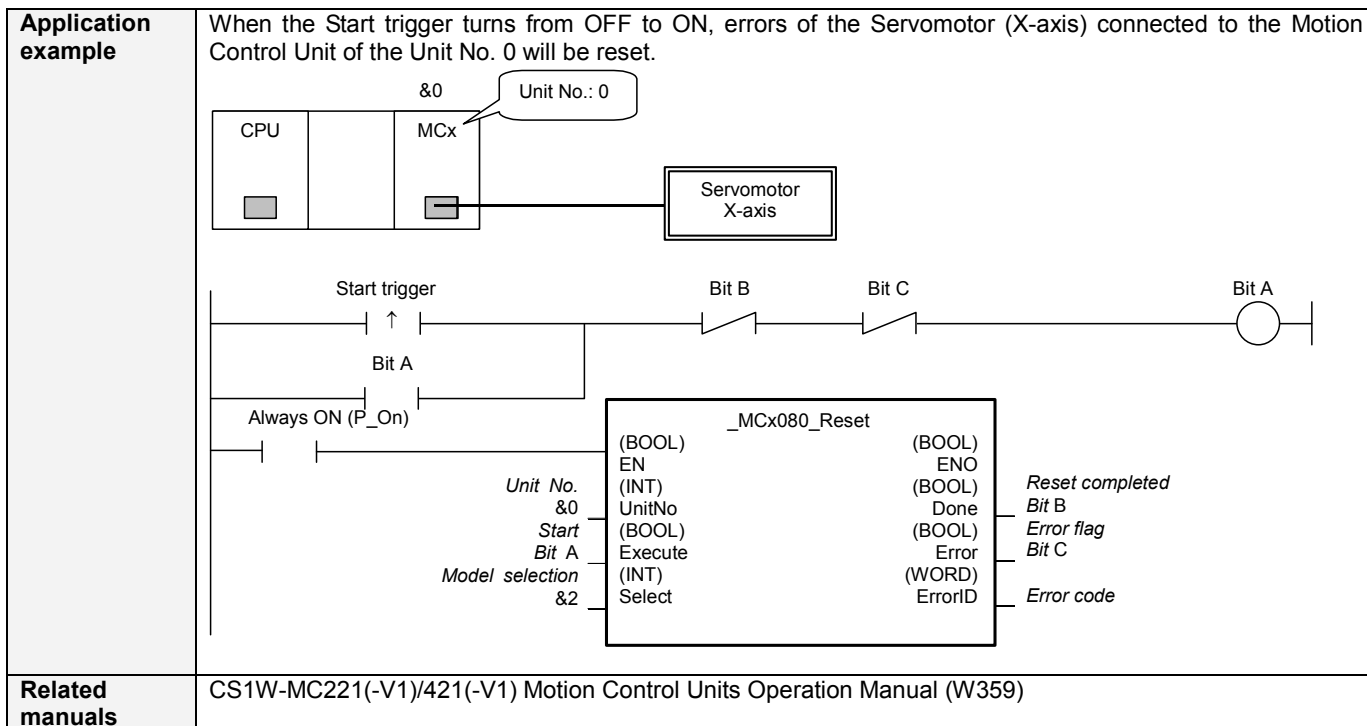 Application example
When the Start trigger turns from OFF to ON, errors of the Servomotor (X-axis) connected to the Motion
Control Unit of the Unit No. 0 will be reset.
&0
Unit No.: 0
CPU
MCx
Servomotor
X-axis
Start trigger
Bit B
Bit C
Bit A
↑
Bit A
Always ON (P_On)
_MCx080_Reset
(BOOL) (BOOL)
EN ENO
Unit No. (INT) (BOOL) Reset completed
&0 UnitNo Done Bit B
Start (BOOL) (BOOL) Error flag
Bit A Execute Error Bit C
Model selection (INT) (WORD)
&2 Select ErrorID Error code
Related manuals
CS1W-MC221(-V1)/421(-V1) Motion Control Units Operation Manual (W359)